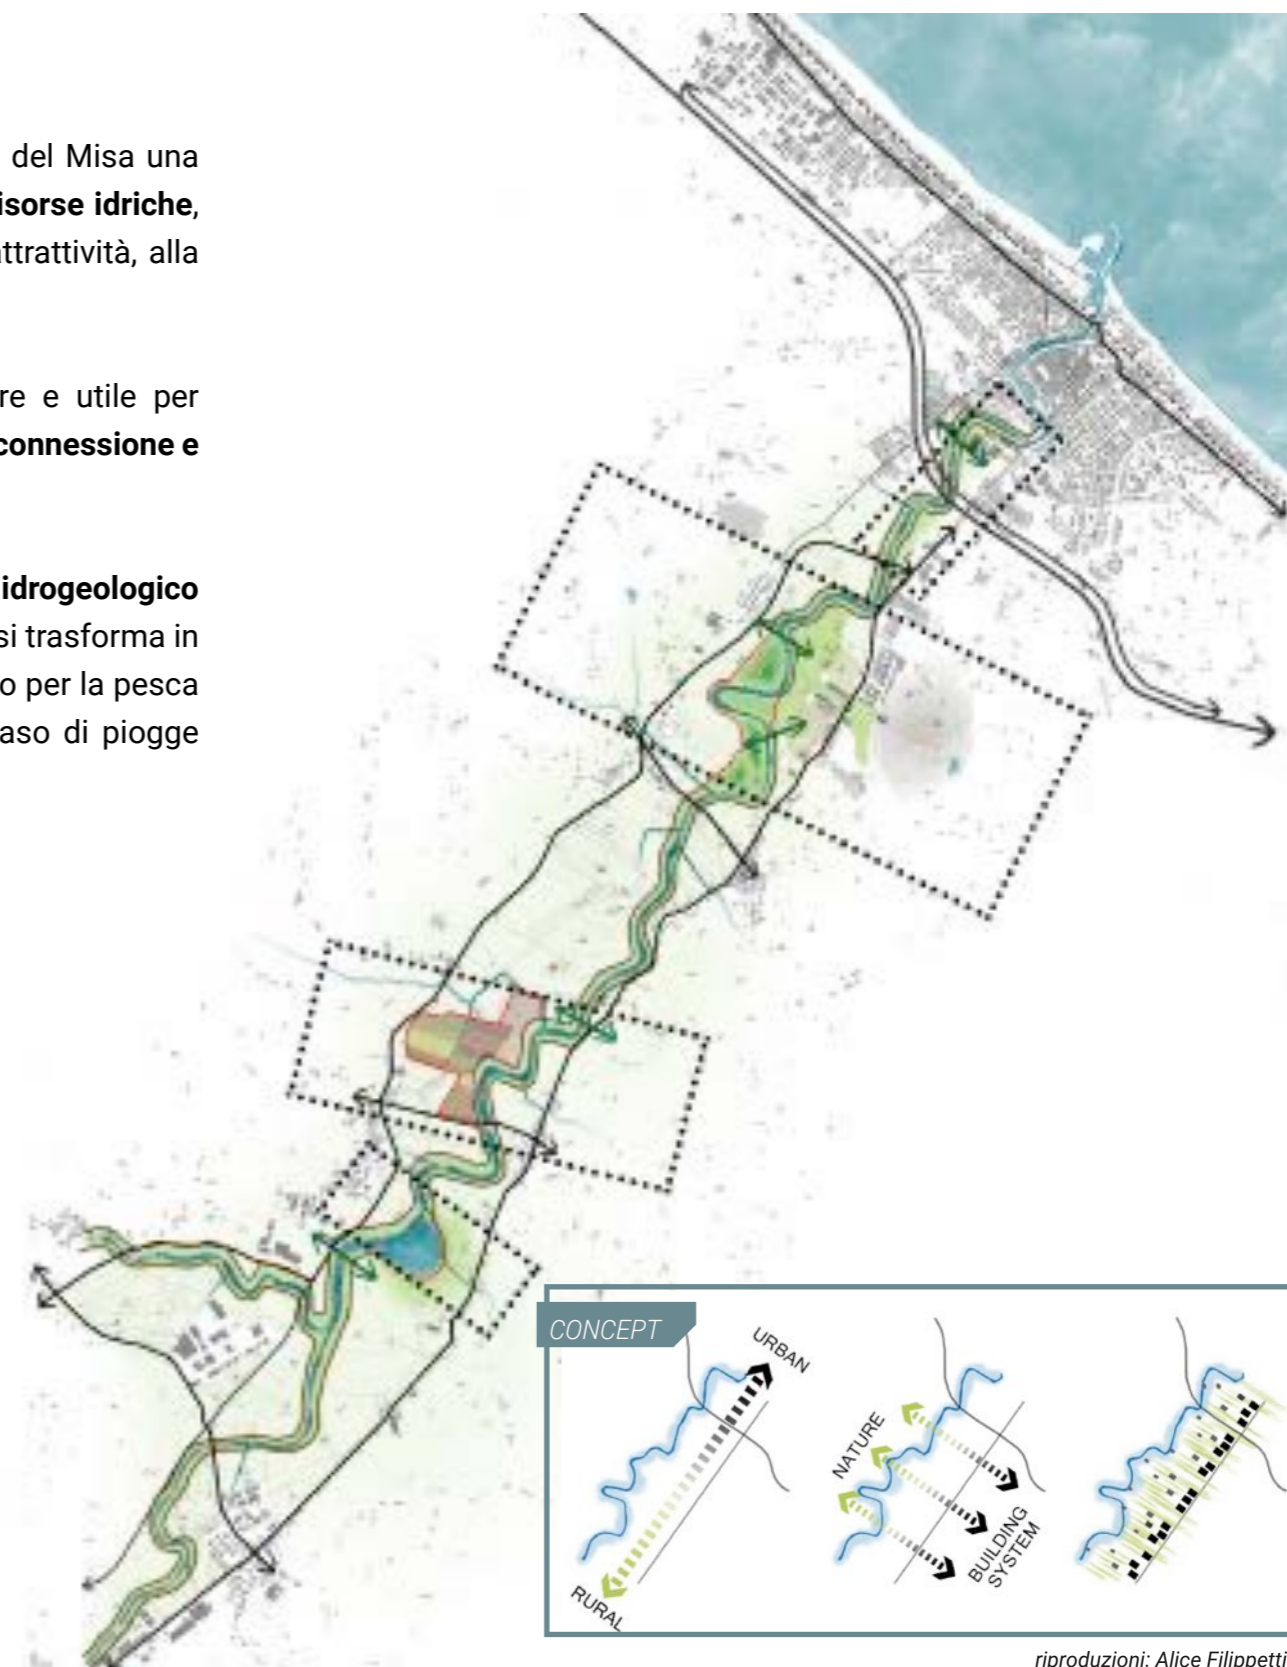 del Misa una
isorse idriche,
ttrattività, alla
re e utile per
connessione e
idrogeologico
si trasforma in
o per la pesca
aso di piogge
CONCEPT
URBAN
RURAL
NATURE
BUILDING
SYSTEM
riproduzioni: Alice Filippetti